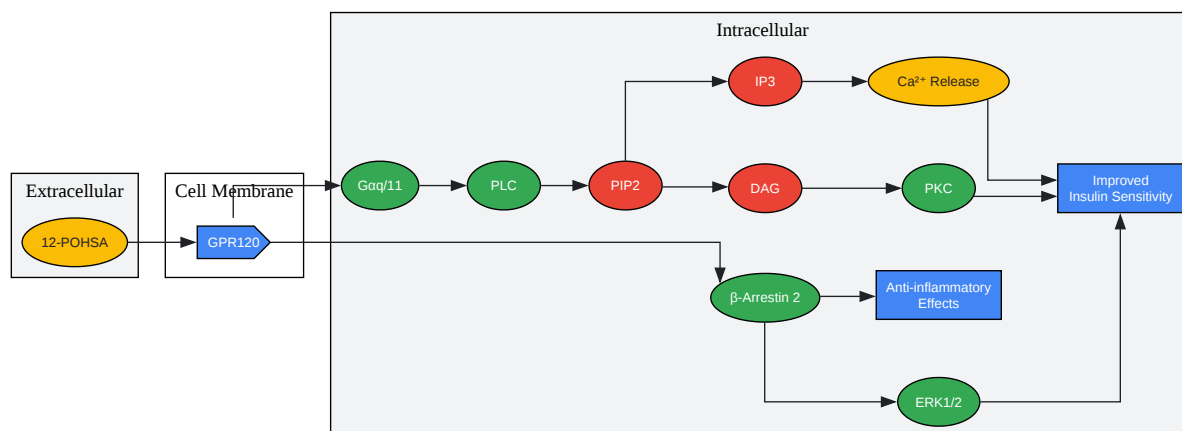 Intracellular
IP3
Ca²⁺ Release
Extracellular
Cell Membrane
Gαq/11
PLC
PIP2
DAG
PKC
Improved
Insulin Sensitivity
12-POHSA
GPR120
β-Arrestin 2
Anti-inflammatory
Effects
ERK1/2